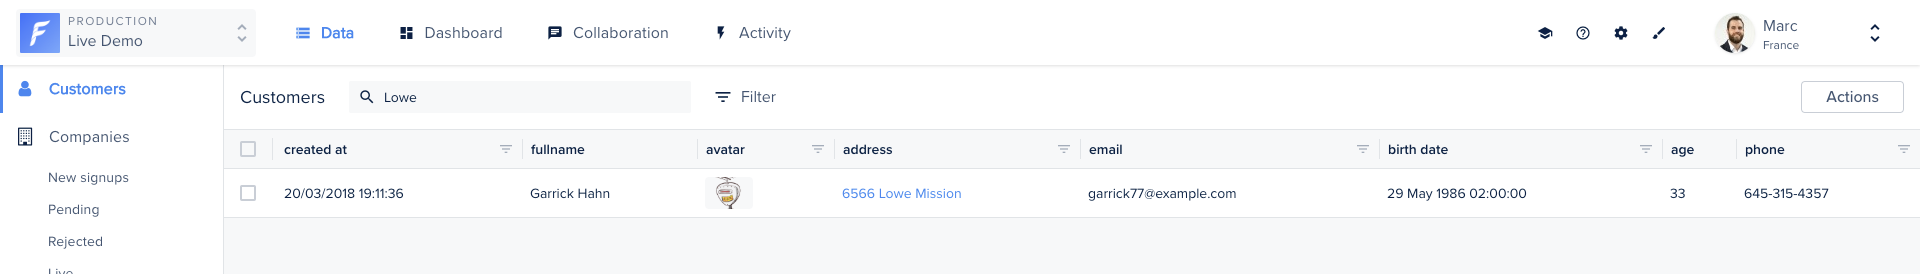 PRODUCTION
Live Demo
Data
Dashboard
Collaboration
Activity
Marc
France
Customers
Companies
New signups
Pending
Rejected
Live
Customers
Lowe
Filter
Actions
created at fullname avatar address email birth date age phone
20/03/2018 19:11:36 Garrick Hahn 6566 Lowe Mission garrick77@example.com 29 May 1986 02:00:00 33 645-315-4357